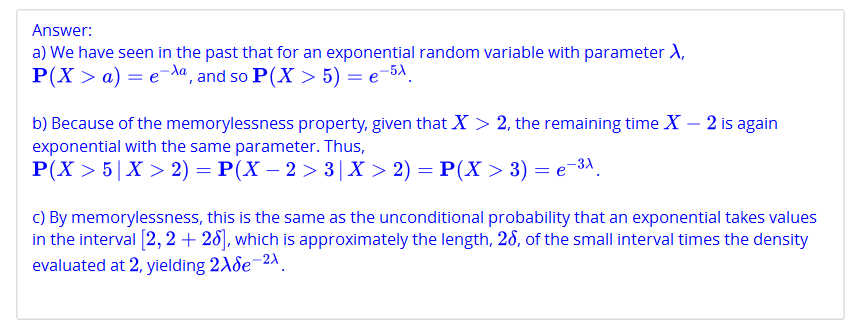 Answer:
a) We have seen in the past that for an exponential random variable with parameter λ,
P(X > a) = e^{−λa}, and so P(X > 5) = e^{−5λ}.
b) Because of the memorylessness property, given that X > 2, the remaining time X − 2 is again
exponential with the same parameter. Thus,
P(X > 5 | X > 2) = P(X − 2 > 3 | X > 2) = P(X > 3) = e^{−3λ}.
c) By memorylessness, this is the same as the unconditional probability that an exponential takes values
in the interval [2, 2 + 2δ], which is approximately the length, 2δ, of the small interval times the density
evaluated at 2, yielding 2λδe^{−2λ}.